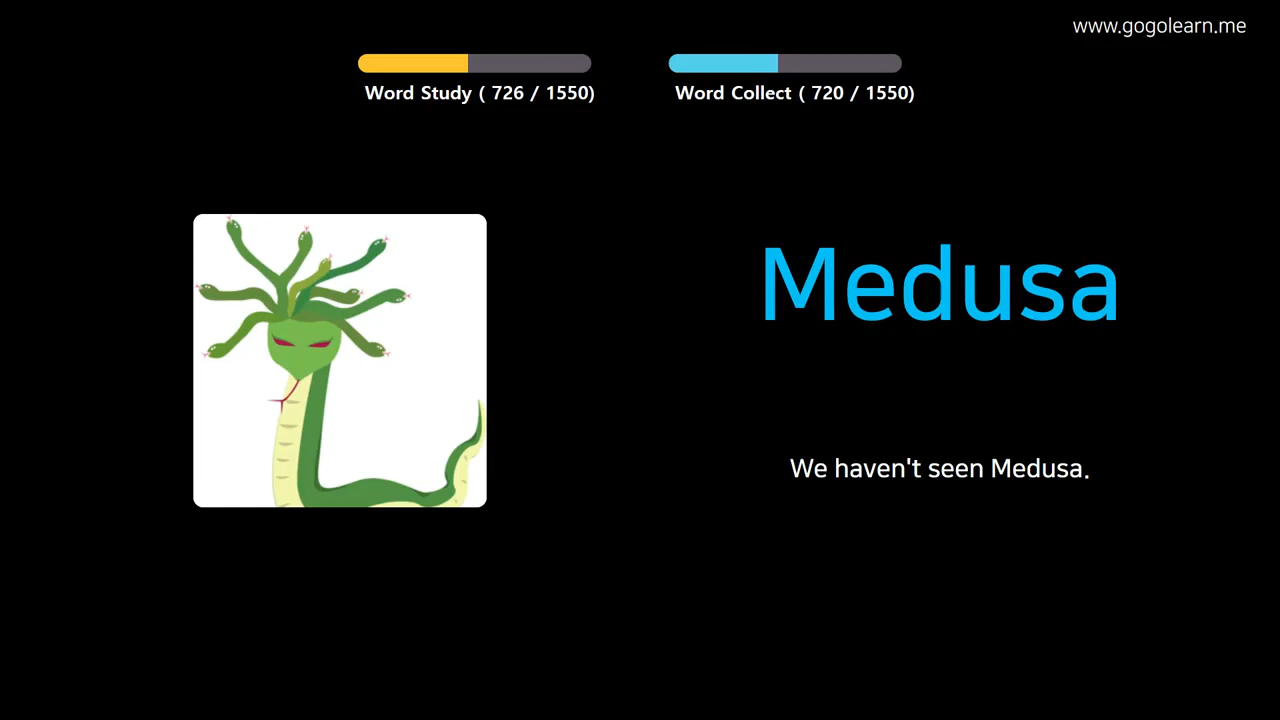 www.gogolearn.me
Word Study ( 726 / 1550)
Word Collect ( 720 / 1550)
Medusa
We haven't seen Medusa.